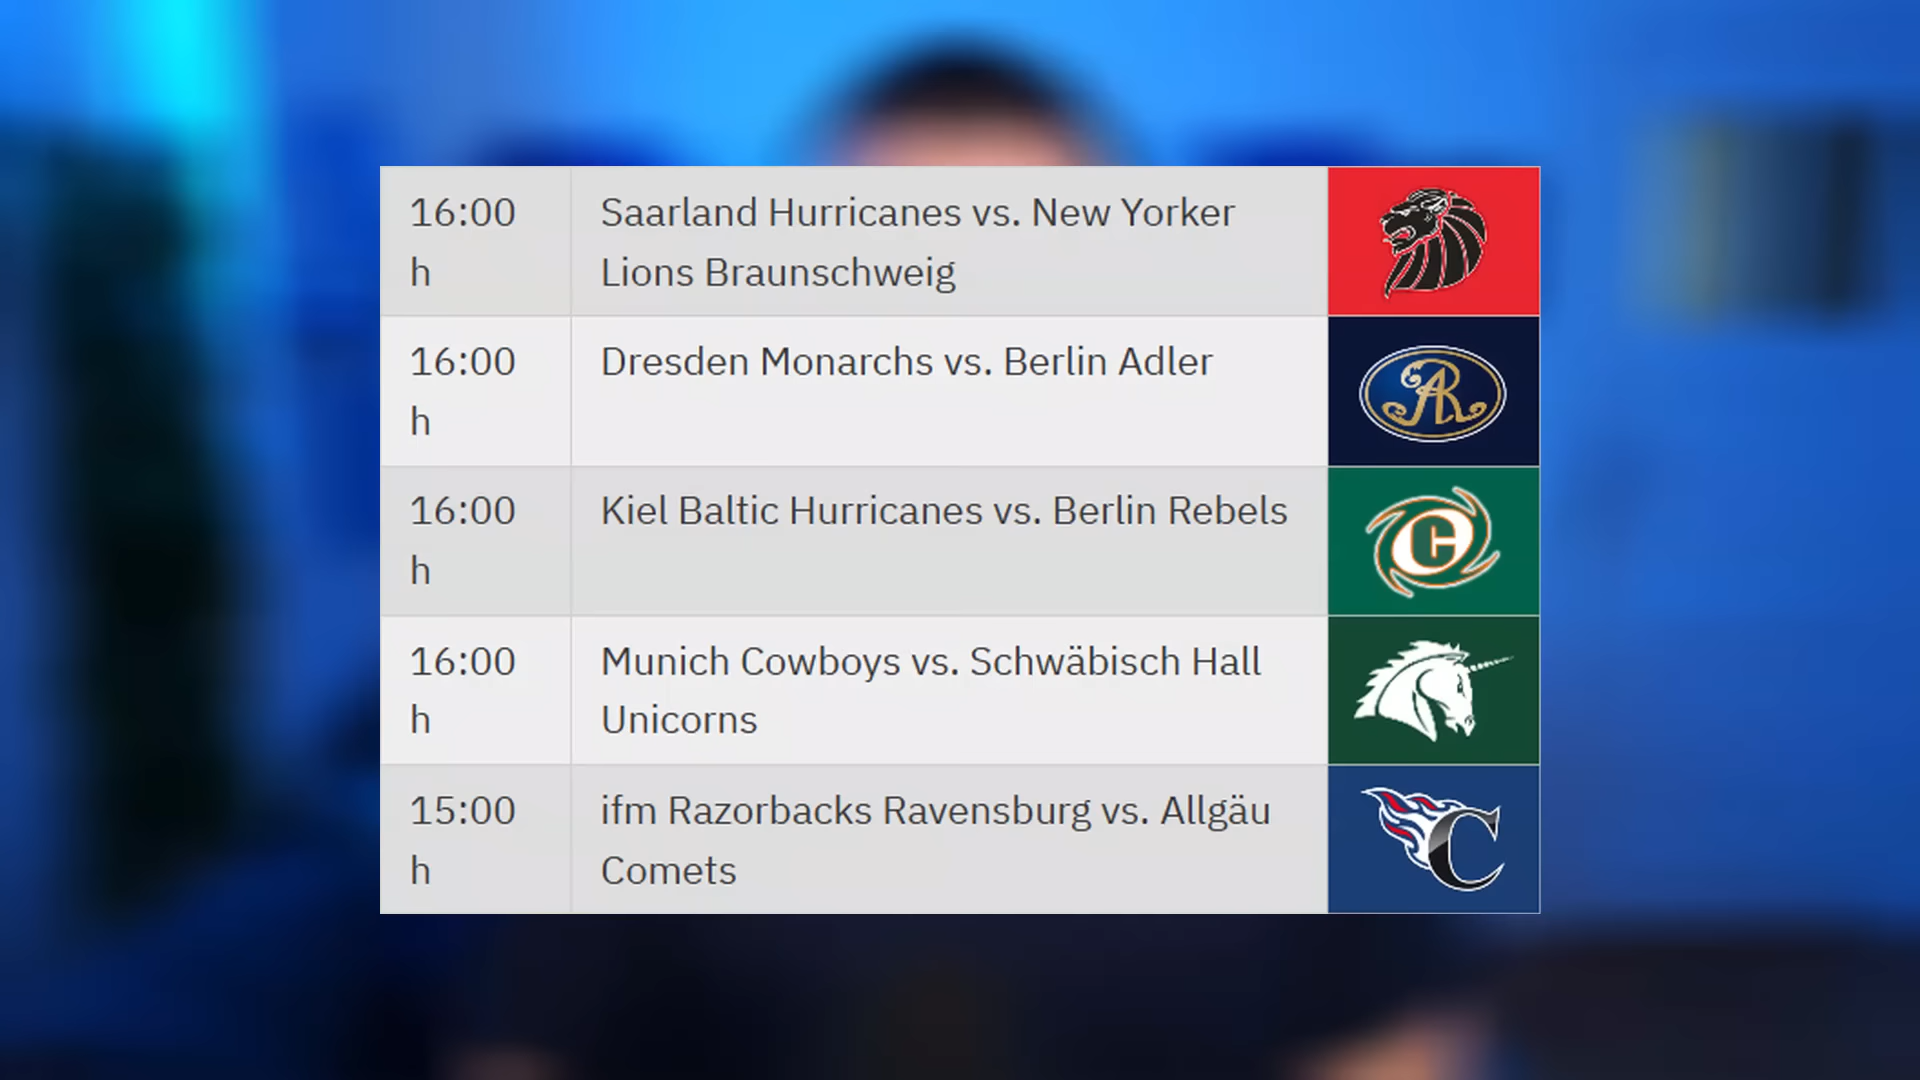 16:00 Saarland Hurricanes vs. New Yorker
h Lions Braunschweig
16:00 Dresden Monarchs vs. Berlin Adler
h
16:00 Kiel Baltic Hurricanes vs. Berlin Rebels
h
16:00 Munich Cowboys vs. Schwäbisch Hall
h Unicorns
15:00 ifm Razorbacks Ravensburg vs. Allgäu
h Comets
C
C